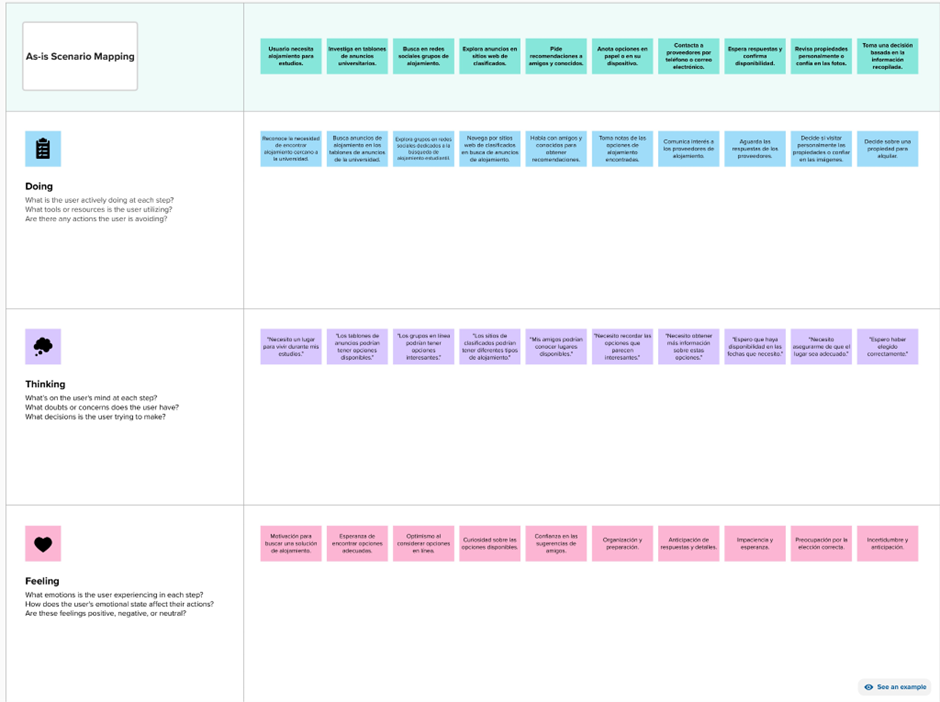 As-is Scenario Mapping
Usuario necesita
alojamiento para
estudios.
Investiga en tablones
de anuncios
universitarios.
Busca en redes
sociales grupos de
alojamiento.
Explora anuncios en
sitios web de
clasificados.
Pide
recomendaciones a
amigos y conocidos.
Anota opciones en
papel o en su
dispositivo.
Contacta a
proveedores por
teléfono o correo
electrónico.
Espera respuestas y
confirma
disponibilidad.
Revisa propiedades
personalmente o
confía en las fotos.
Toma una decisión
basada en la
información
recopilada.
Doing
What is the user actively doing at each step?
What tools or resources is the user utilizing?
Are there any actions the user is avoiding?
Reconoce la necesidad
de encontrar
alojamiento cercano a
la universidad.
Busca anuncios de
alojamiento en los
tablones de anuncios
de la universidad.
Explora grupos en redes
sociales dedicados a la
búsqueda de
alojamiento estudiantil.
Navega por sitios
web de clasificados
en busca de anuncios
de alojamiento.
Habla con amigos y
conocidos para
obtener
recomendaciones.
Toma notas de las
opciones de
alojamiento
encontradas.
Comunica interés a
los proveedores de
alojamiento.
Aguarda las
respuestas de los
proveedores.
Decide si visitar
personalmente las
propiedades o confiar
en las imágenes.
Decide sobre una
propiedad para
alquilar.
Thinking
What's on the user's mind at each step?
What doubts or concerns does the user have?
What decisions is the user trying to make?
"Necesito un lugar
para vivir durante mis
estudios."
"Los tablones de
anuncios podrían
tener opciones
disponibles."
"Los grupos en línea
podrían tener
opciones
interesantes."
"Los sitios de
clasificados podrían
tener diferentes tipos
de alojamiento."
"Mis amigos podrían
conocer lugares
disponibles."
"Necesito recordar las
opciones que
parecen
interesantes."
"Necesito obtener
más información
sobre estas
opciones."
"Espero que haya
disponibilidad en las
fechas que necesito."
"Necesito
asegurarme de que el
lugar sea adecuado."
"Espero haber
elegido
correctamente."
Feeling
What emotions is the user experiencing in each step?
How does the user's emotional state affect their actions?
Are these feelings positive, negative, or neutral?
Motivación para
buscar una solución
de alojamiento.
Esperanza de
encontrar opciones
adecuadas.
Optimismo al
considerar opciones
en línea.
Curiosidad sobre las
opciones disponibles.
Confianza en las
sugerencias de
amigos.
Organización y
preparación.
Anticipación de
respuestas y detalles.
Impaciencia y
esperanza.
Preocupación por la
elección correcta.
Incertidumbre y
anticipación.
See an example